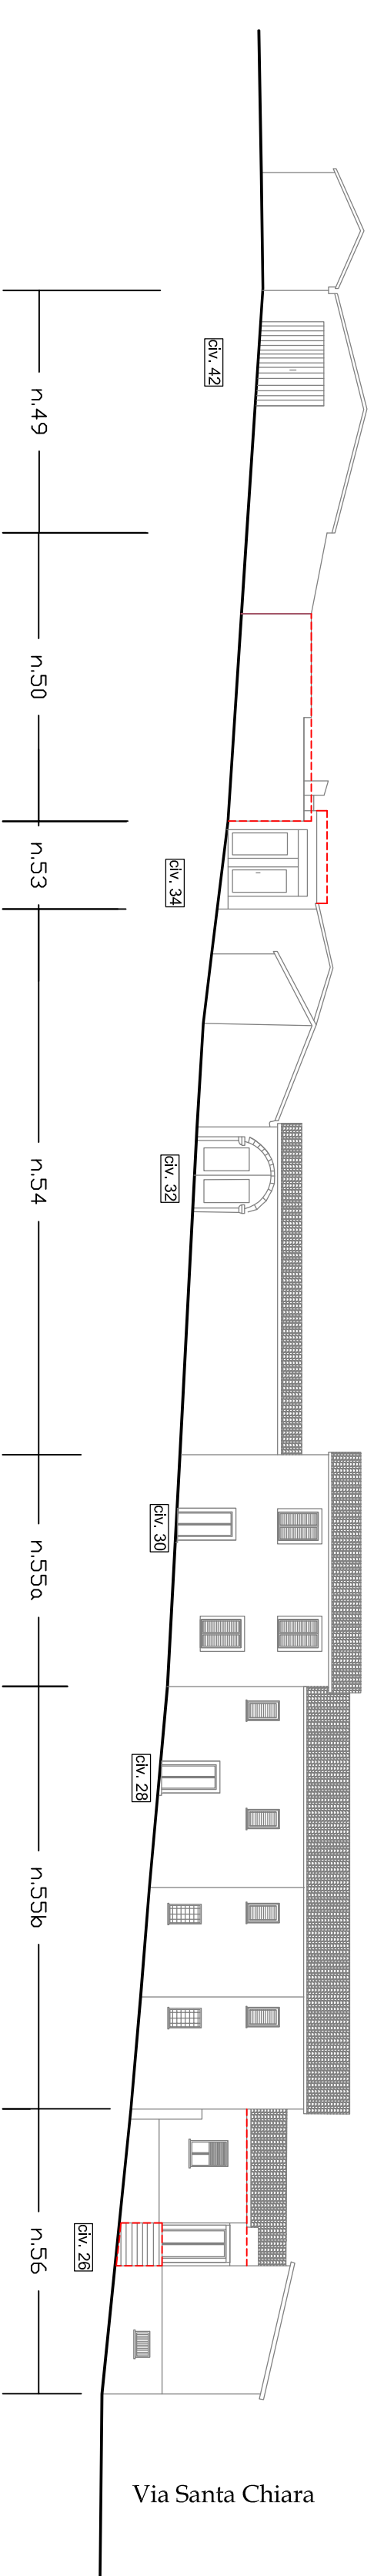 civ. 42
n.49
n.50
n.53
civ. 34
n.54
civ. 32
civ. 30
n.55a
civ. 28
n.55b
civ. 26
n.56
Via Santa Chiara